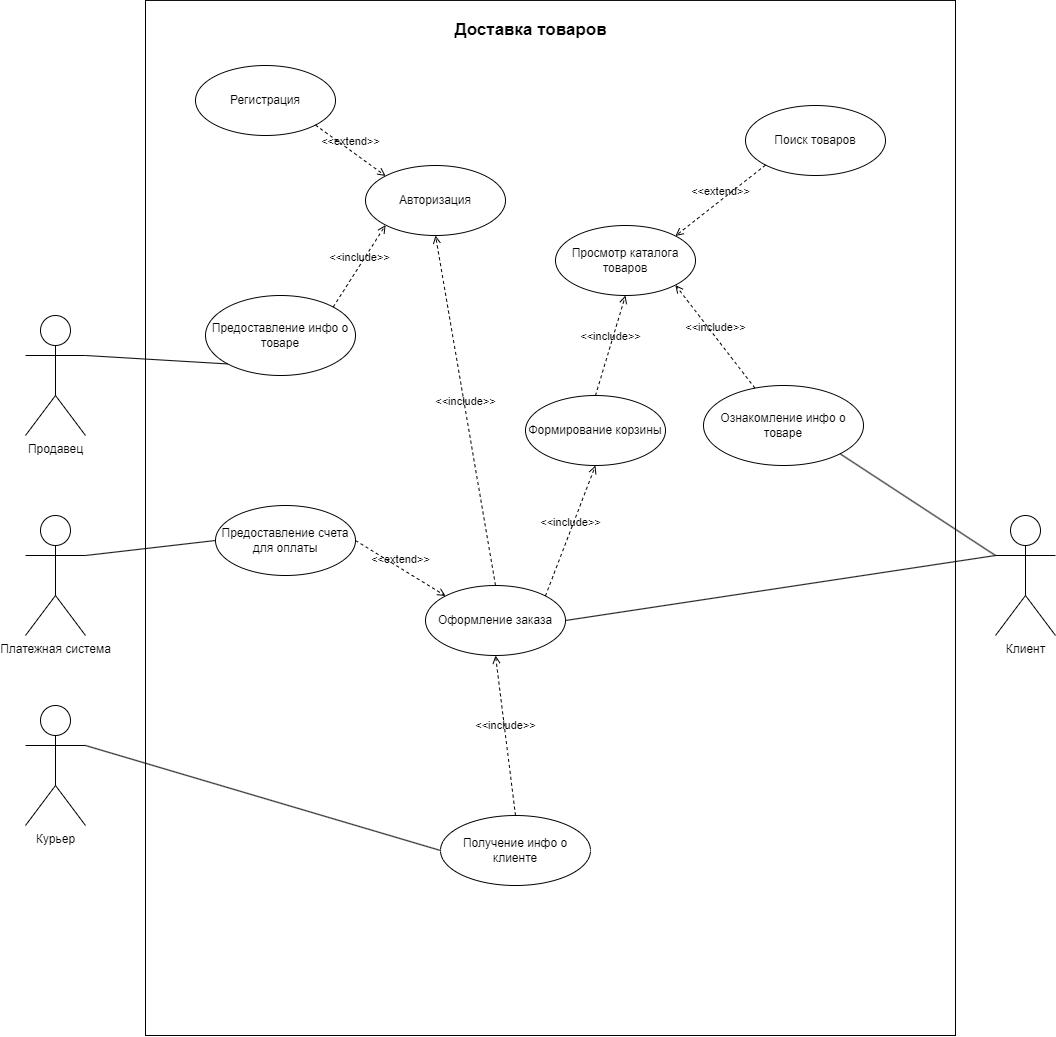 Доставка товаров
Регистрация
<<extend>>
Поиск товаров
Авторизация
<<extend>>
Просмотр каталога
товаров
<<include>>
Предоставление инфо о
товаре
<<include>>
<<include>>
Продавец
<<include>>
Формирование корзины
Ознакомление инфо о
товаре
<<include>>
Предоставление счета
для оплаты
<<extend>>
Платежная система
Оформление заказа
Клиент
<<include>>
Курьер
Получение инфо о
клиенте